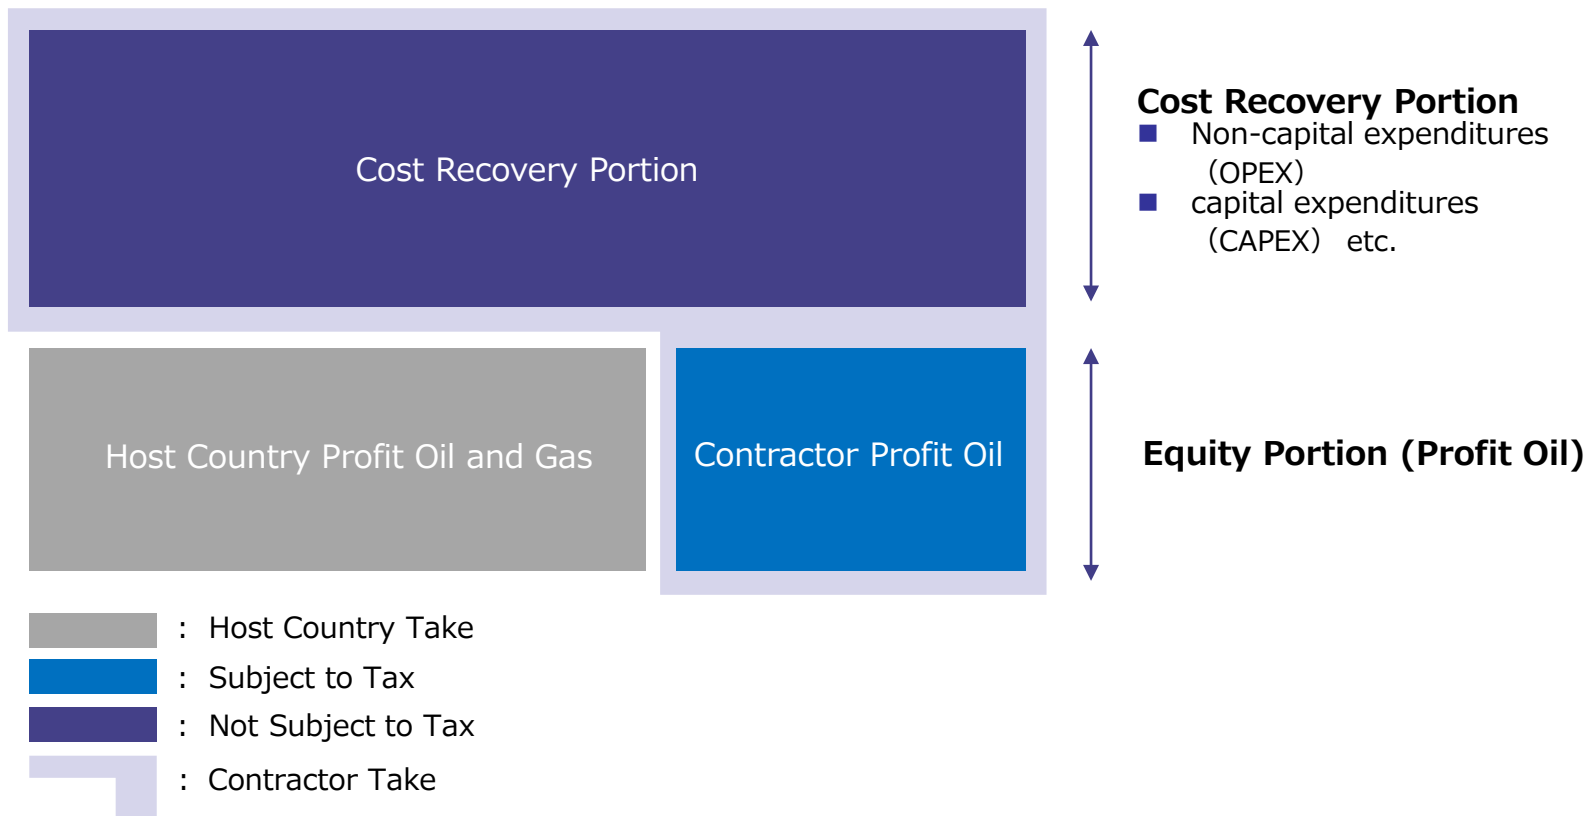 Cost Recovery Portion
Cost Recovery Portion
■ Non-capital expenditures
（OPEX）
■ capital expenditures
（CAPEX） etc.
Host Country Profit Oil and Gas
Contractor Profit Oil
Equity Portion (Profit Oil)
: Host Country Take
: Subject to Tax
: Not Subject to Tax
: Contractor Take